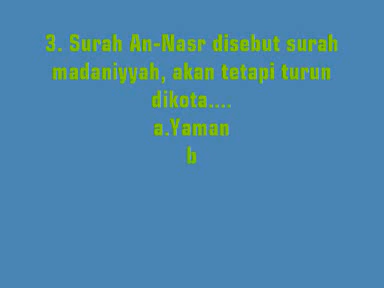 3. Surah An-Nasr disebut surah
madaniyyah, akan tetapi turun
dikota....
a.Yaman
b